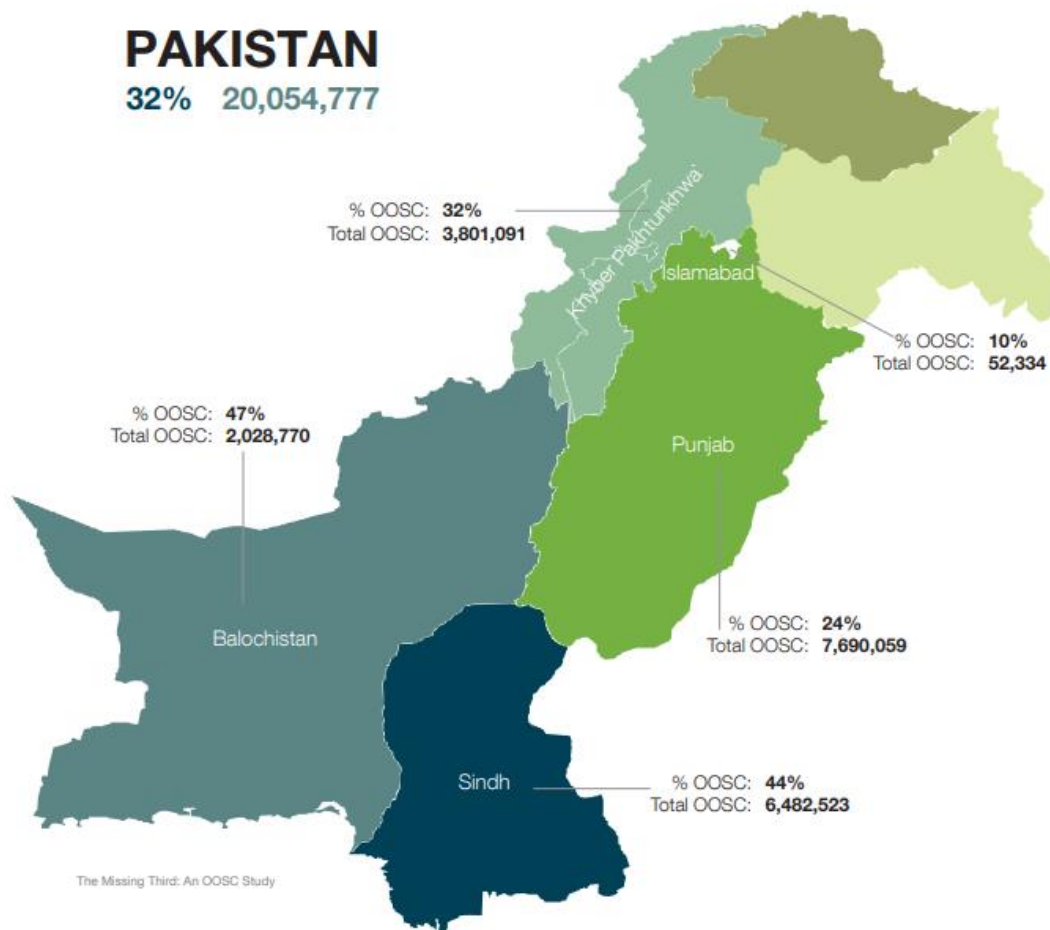 PAKISTAN
32% 20,054,777
% OOSC: 32%
Total OOSC: 3,801,091
Khyber Pakhtunkhwa`
Islamabad
% OOSC: 10%
Total OOSC: 52,334
% OOSC: 47%
Total OOSC: 2,028,770
Punjab
Balochistan
% OOSC: 24%
Total OOSC: 7,690,059
Sindh
% OOSC: 44%
Total OOSC: 6,482,523
The Missing Third: An OOSC Study